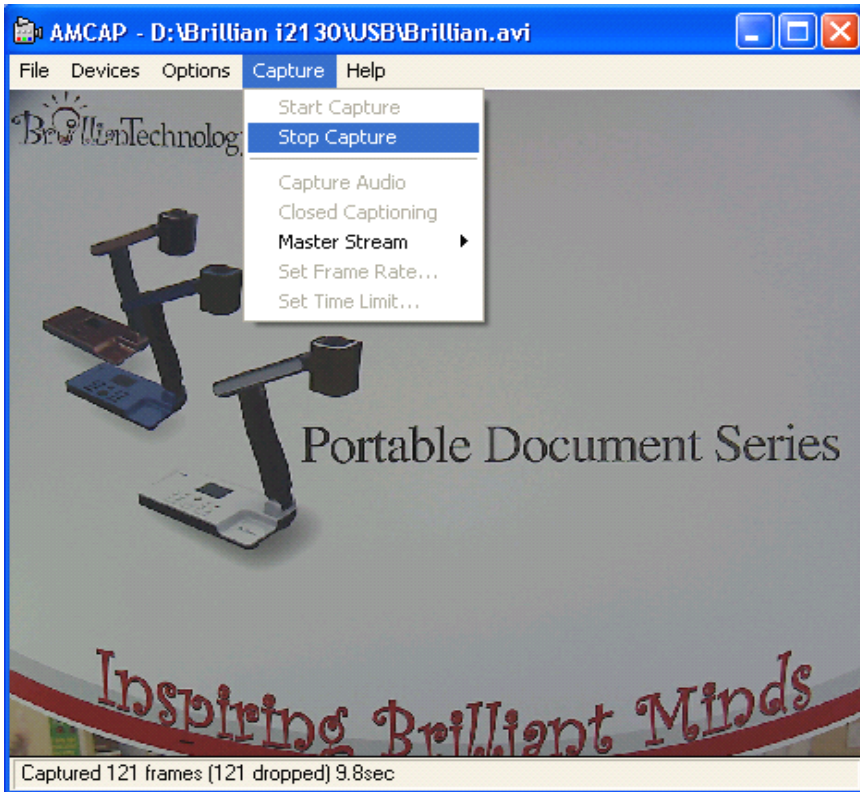 AMCAP - D:\Brillian i2130\USB\Brillian.avi
File Devices Options Capture Help
Start Capture
Stop Capture
Capture Audio
Closed Captioning
Master Stream
Set Frame Rate...
Set Time Limit...
BrillianTechnolog
Portable Document Series
Inspiring Brilliant Minds
Captured 121 frames (121 dropped) 9.8sec